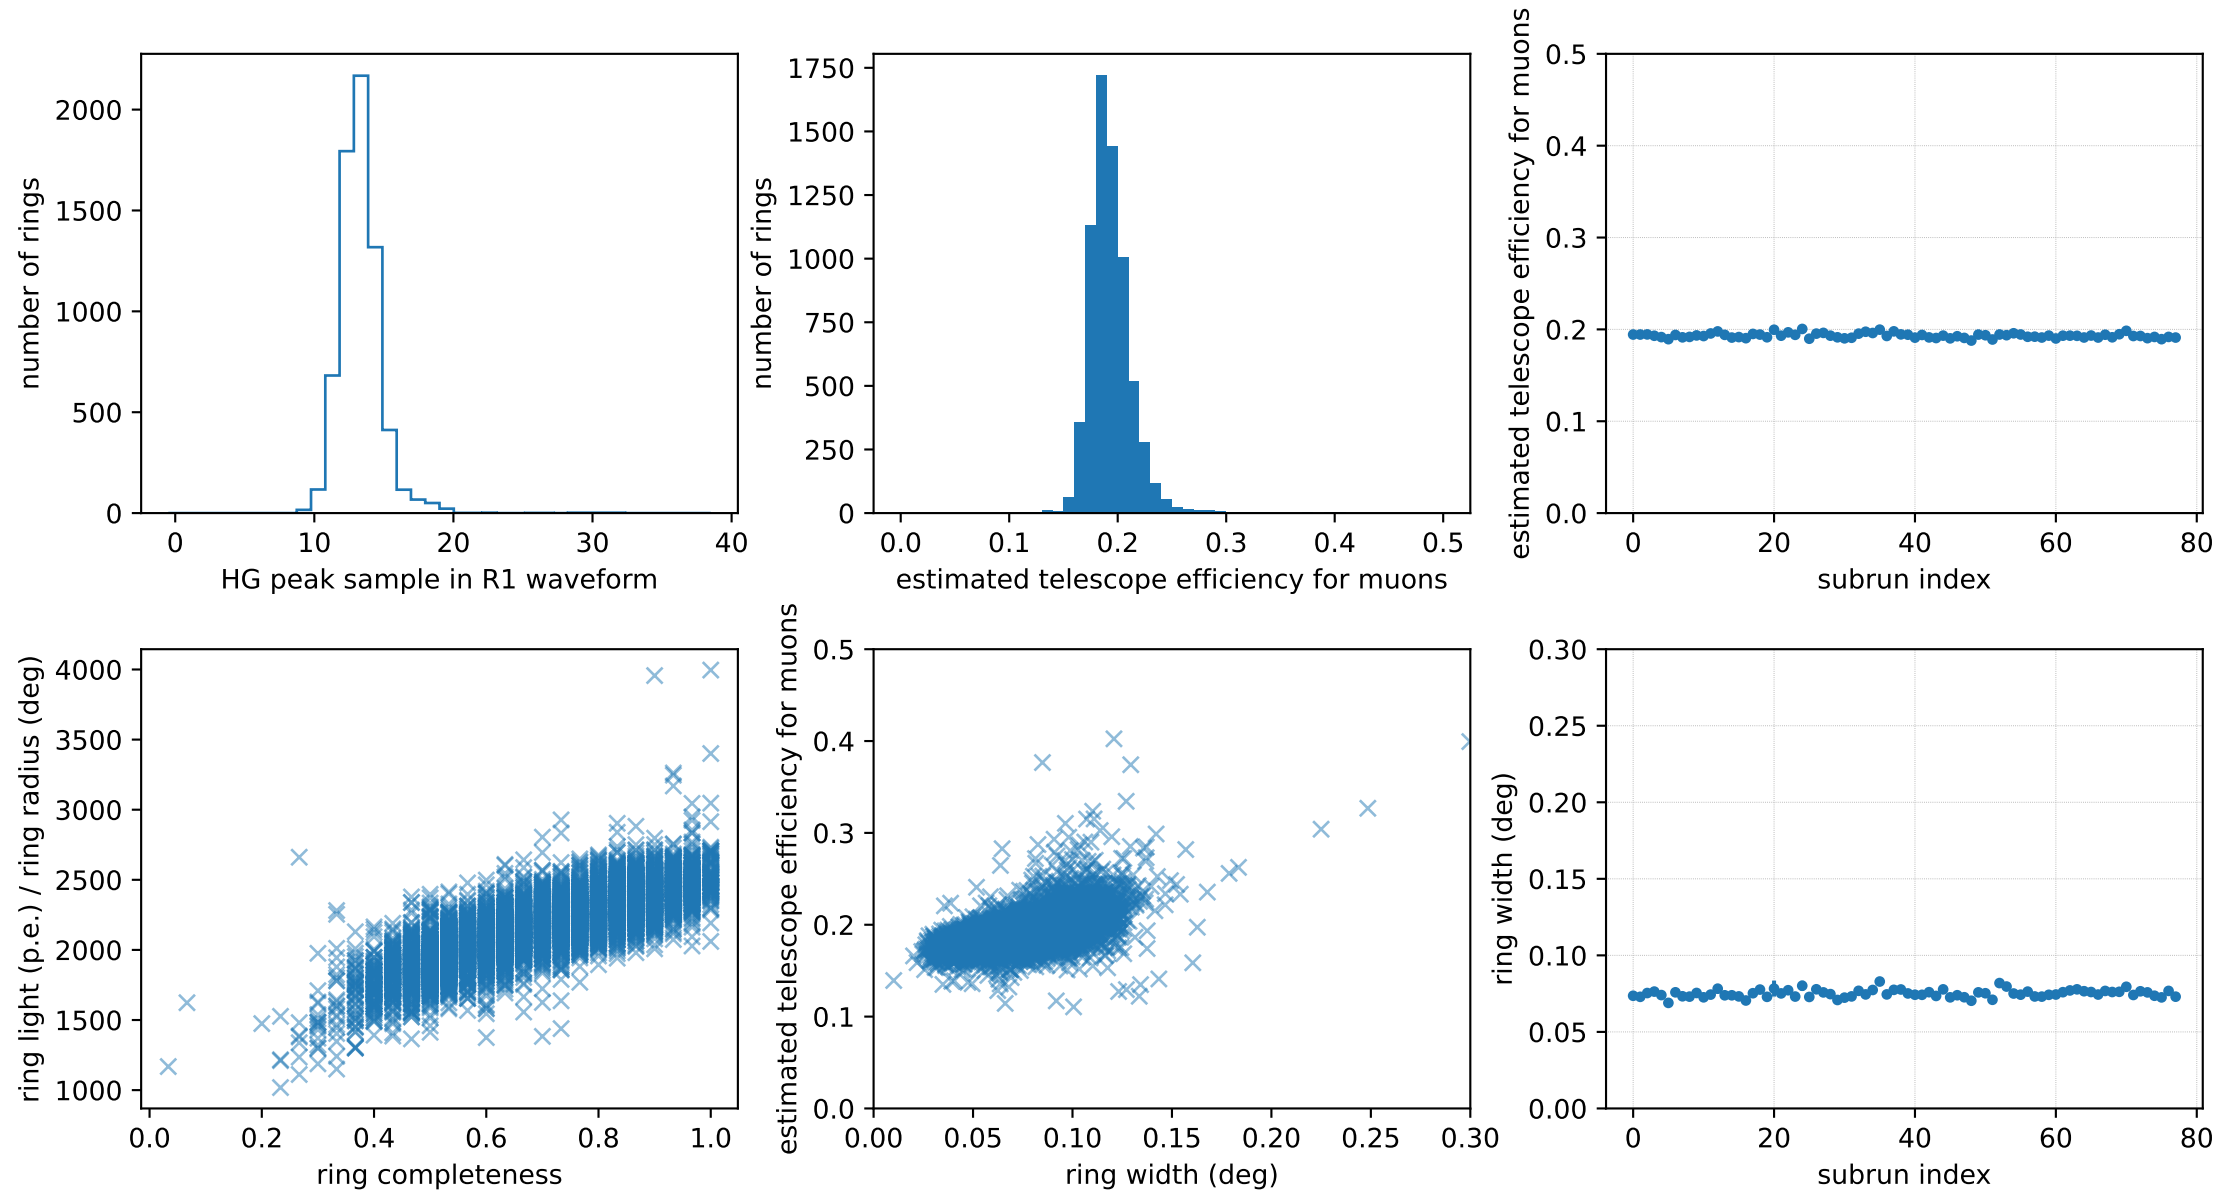 2000
1500
1000
500
0
number of rings
0 10 20 30 40
HG peak sample in R1 waveform
1750
1500
1250
1000
750
500
250
0
number of rings
0.0 0.1 0.2 0.3 0.4 0.5
estimated telescope efficiency for muons
0.5
0.4
0.3
0.2
0.1
0.0
estimated telescope efficiency for muons
0 20 40 60 80
subrun index
4000
3500
3000
2500
2000
1500
1000
ring light (p.e.) / ring radius (deg)
0.0 0.2 0.4 0.6 0.8 1.0
ring completeness
0.5
0.4
0.3
0.2
0.1
0.0
estimated telescope efficiency for muons
0.00 0.05 0.10 0.15 0.20 0.25 0.30
ring width (deg)
0.30
0.25
0.20
0.15
0.10
0.05
0.00
ring width (deg)
0 20 40 60 80
subrun index